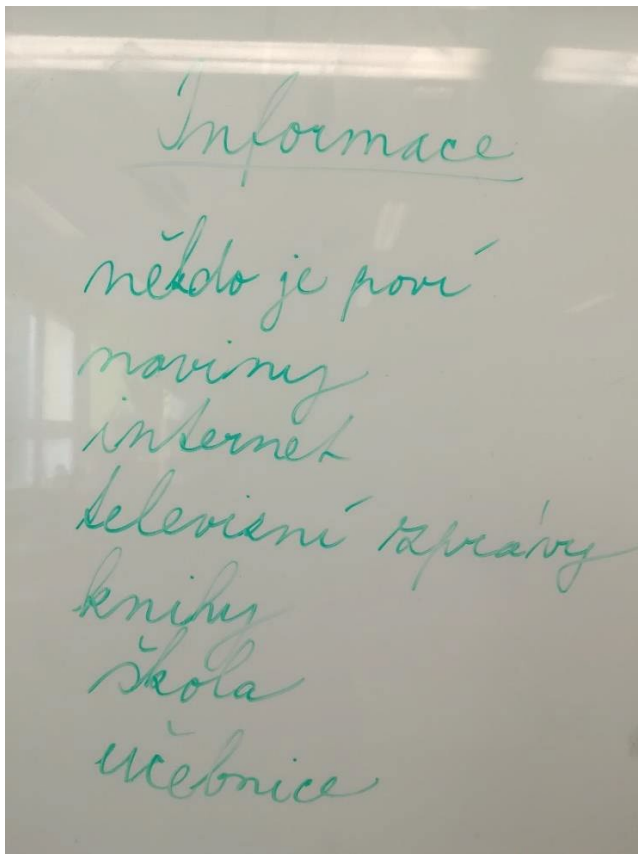 Informace
někdo je poví
noviny
internet
televizní zprávy
knihy
škola
učebnice